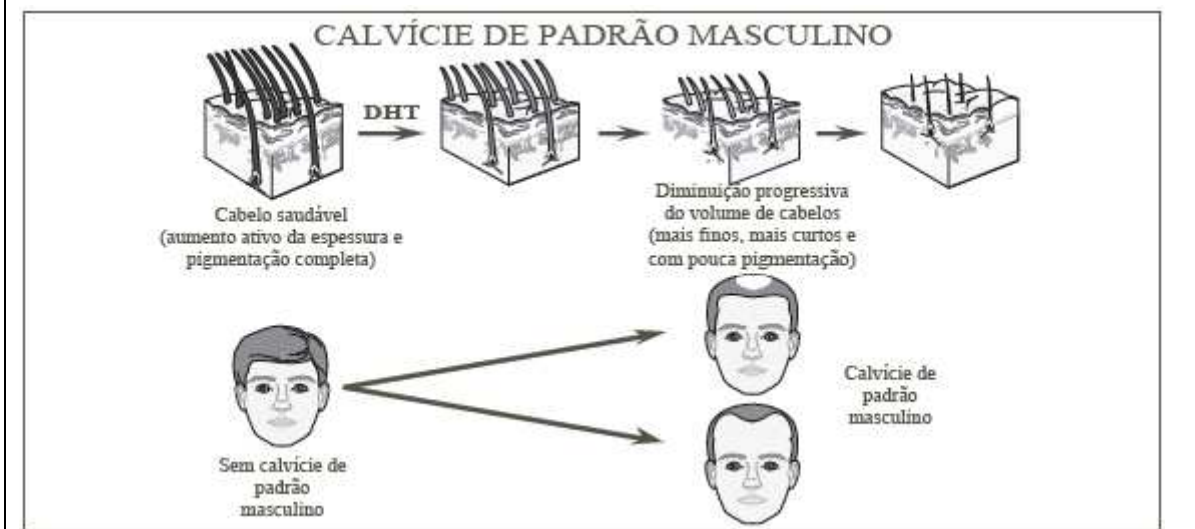 CALVÍCIE DE PADRÃO MASCULINO
DHT
Cabelo saudável
(aumento ativo da espessura e
pigmentação completa)
Diminuição progressiva
do volume de cabelos
(mais finos, mais curtos e
com pouca pigmentação)
Sem calvície de
padrão
masculino
Calvície de
padrão
masculino